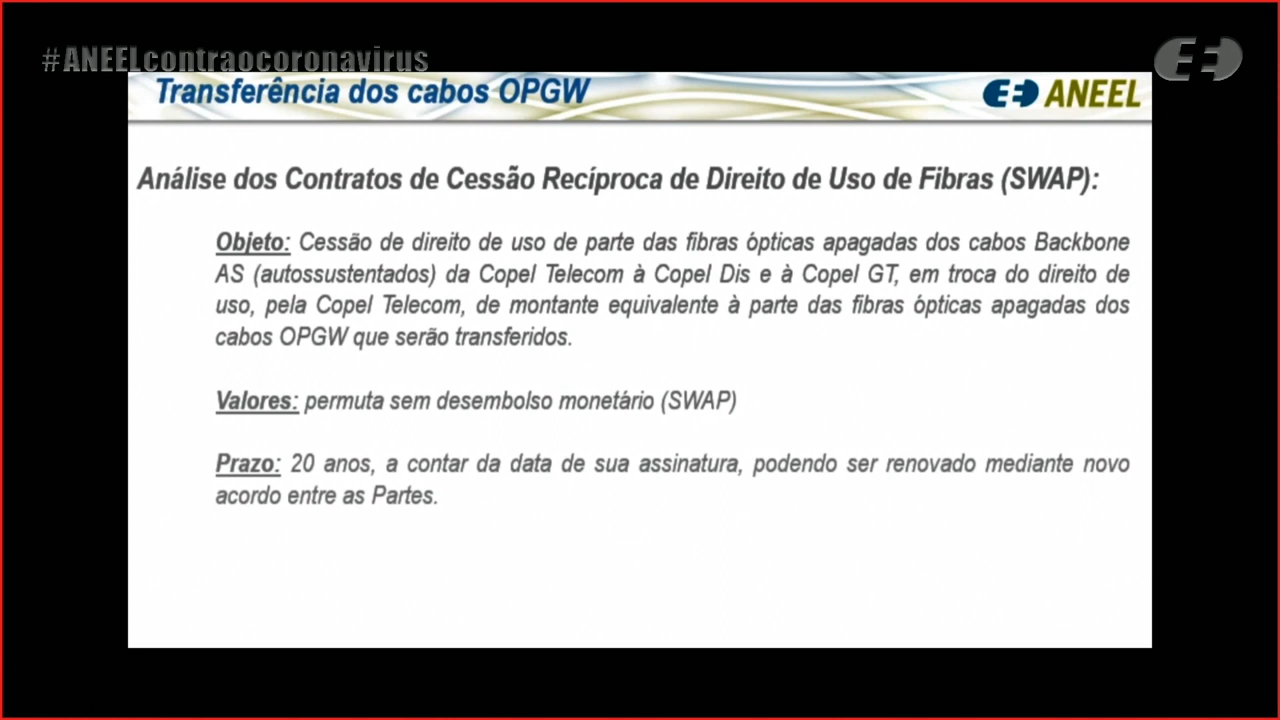 #ANEELcontraocoronavirus
Transferência dos cabos OPGW
ANEEL
Análise dos Contratos de Cessão Recíproca de Direito de Uso de Fibras (SWAP):
Objeto: Cessão de direito de uso de parte das fibras ópticas apagadas dos cabos Backbone
AS (autossustentados) da Copel Telecom à Copel Dis e à Copel GT, em troca do direito de
uso, pela Copel Telecom, de montante equivalente à parte das fibras ópticas apagadas dos
cabos OPGW que serão transferidos.
Valores: permuta sem desembolso monetário (SWAP)
Prazo: 20 anos, a contar da data de sua assinatura, podendo ser renovado mediante novo
acordo entre as Partes.